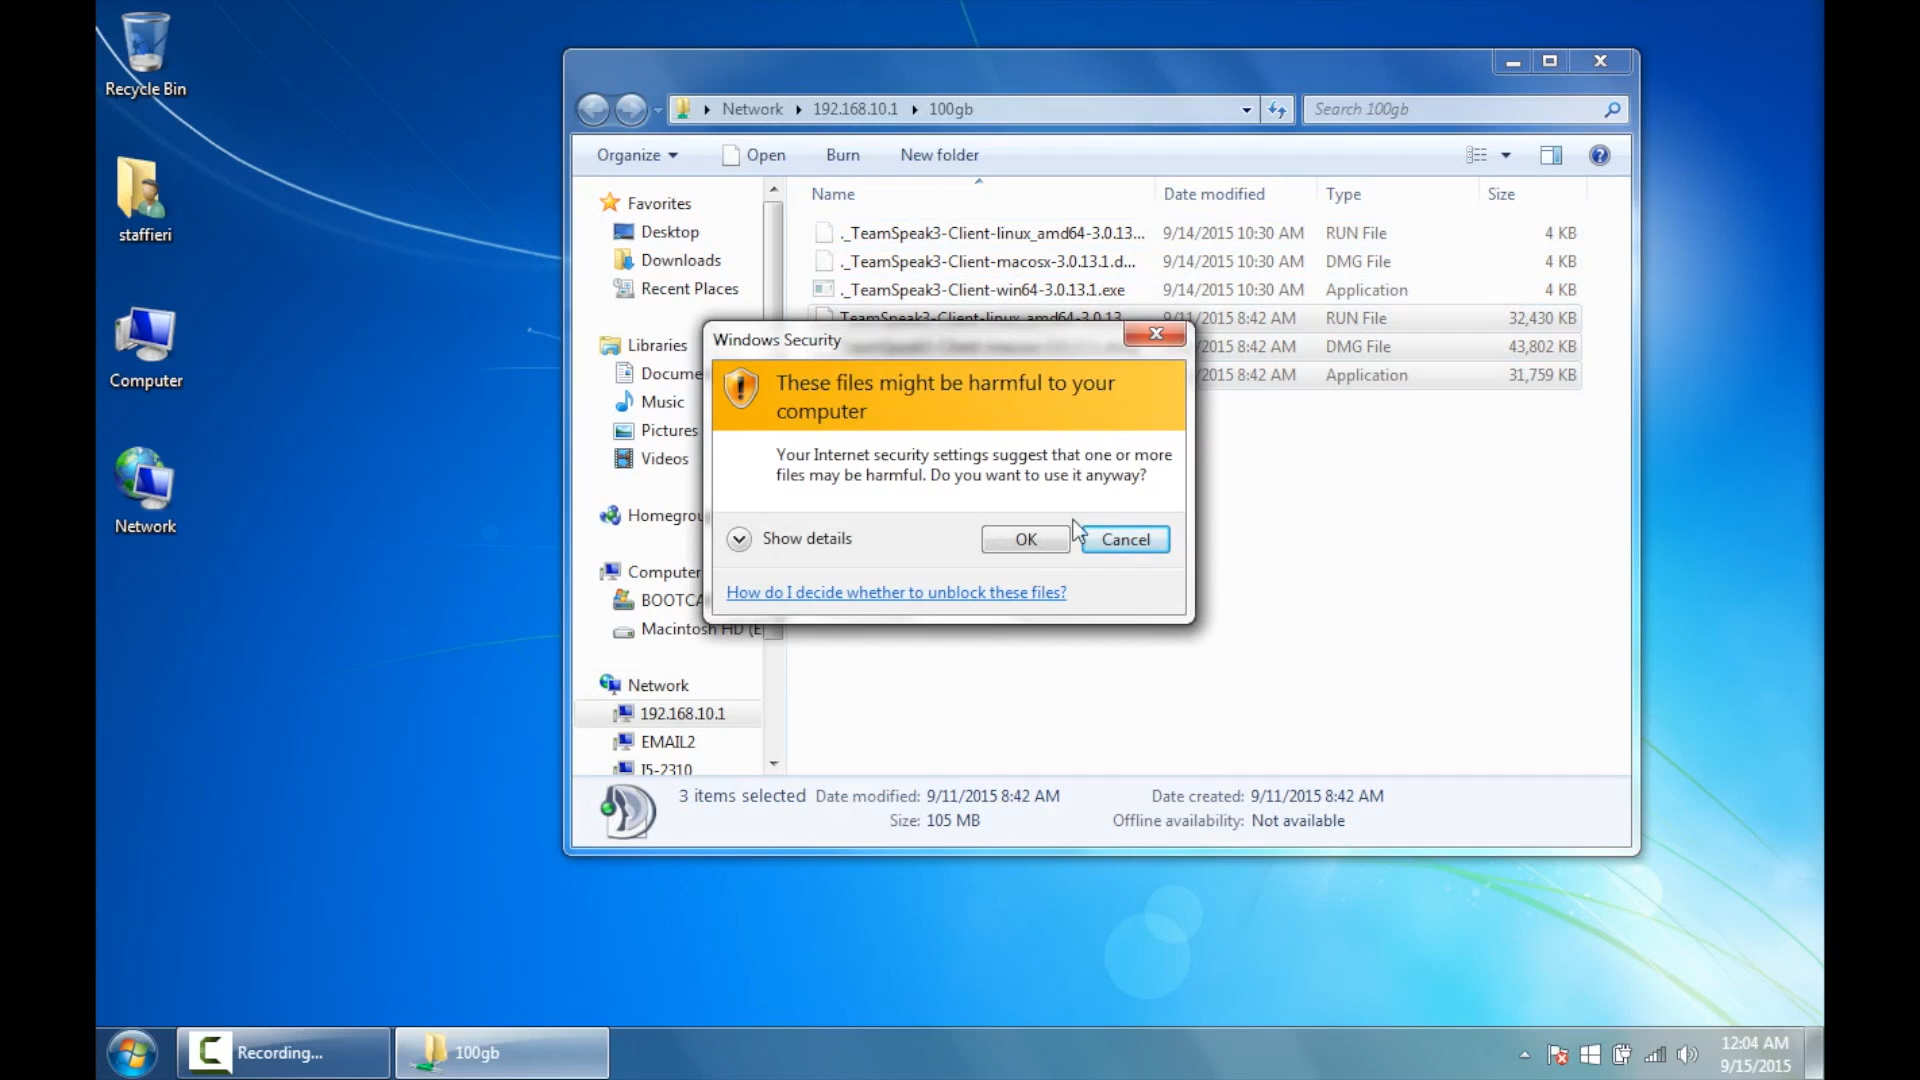 Recycle Bin
staffieri
Computer
Network
Network
192.168.10.1
100gb
Search 100gb
Organize
Open
Burn
New folder
Favorites
Desktop
Downloads
Recent Places
Libraries
Docume
Music
Pictures
Videos
Homegrou
Computer
BOOTCA
Macintosh HD (E
Network
192.168.10.1
EMAIL2
I5-2310
Name Date modified Type Size
._TeamSpeak3-Client-linux_amd64-3.0.13... 9/14/2015 10:30 AM RUN File 4 KB
._TeamSpeak3-Client-macosx-3.0.13.1.d... 9/14/2015 10:30 AM DMG File 4 KB
._TeamSpeak3-Client-win64-3.0.13.1.exe 9/14/2015 10:30 AM Application 4 KB
TeamSpeak3-Client-linux_amd64-3.0.13 9/11/2015 8:42 AM RUN File 32,430 KB
/2015 8:42 AM DMG File 43,802 KB
/2015 8:42 AM Application 31,759 KB
Windows Security
These files might be harmful to your
computer
Your Internet security settings suggest that one or more
files may be harmful. Do you want to use it anyway?
Show details
OK
Cancel
How do I decide whether to unblock these files?
3 items selected Date modified: 9/11/2015 8:42 AM Date created: 9/11/2015 8:42 AM
Size: 105 MB Offline availability: Not available
Recording...
100gb
12:04 AM
9/15/2015